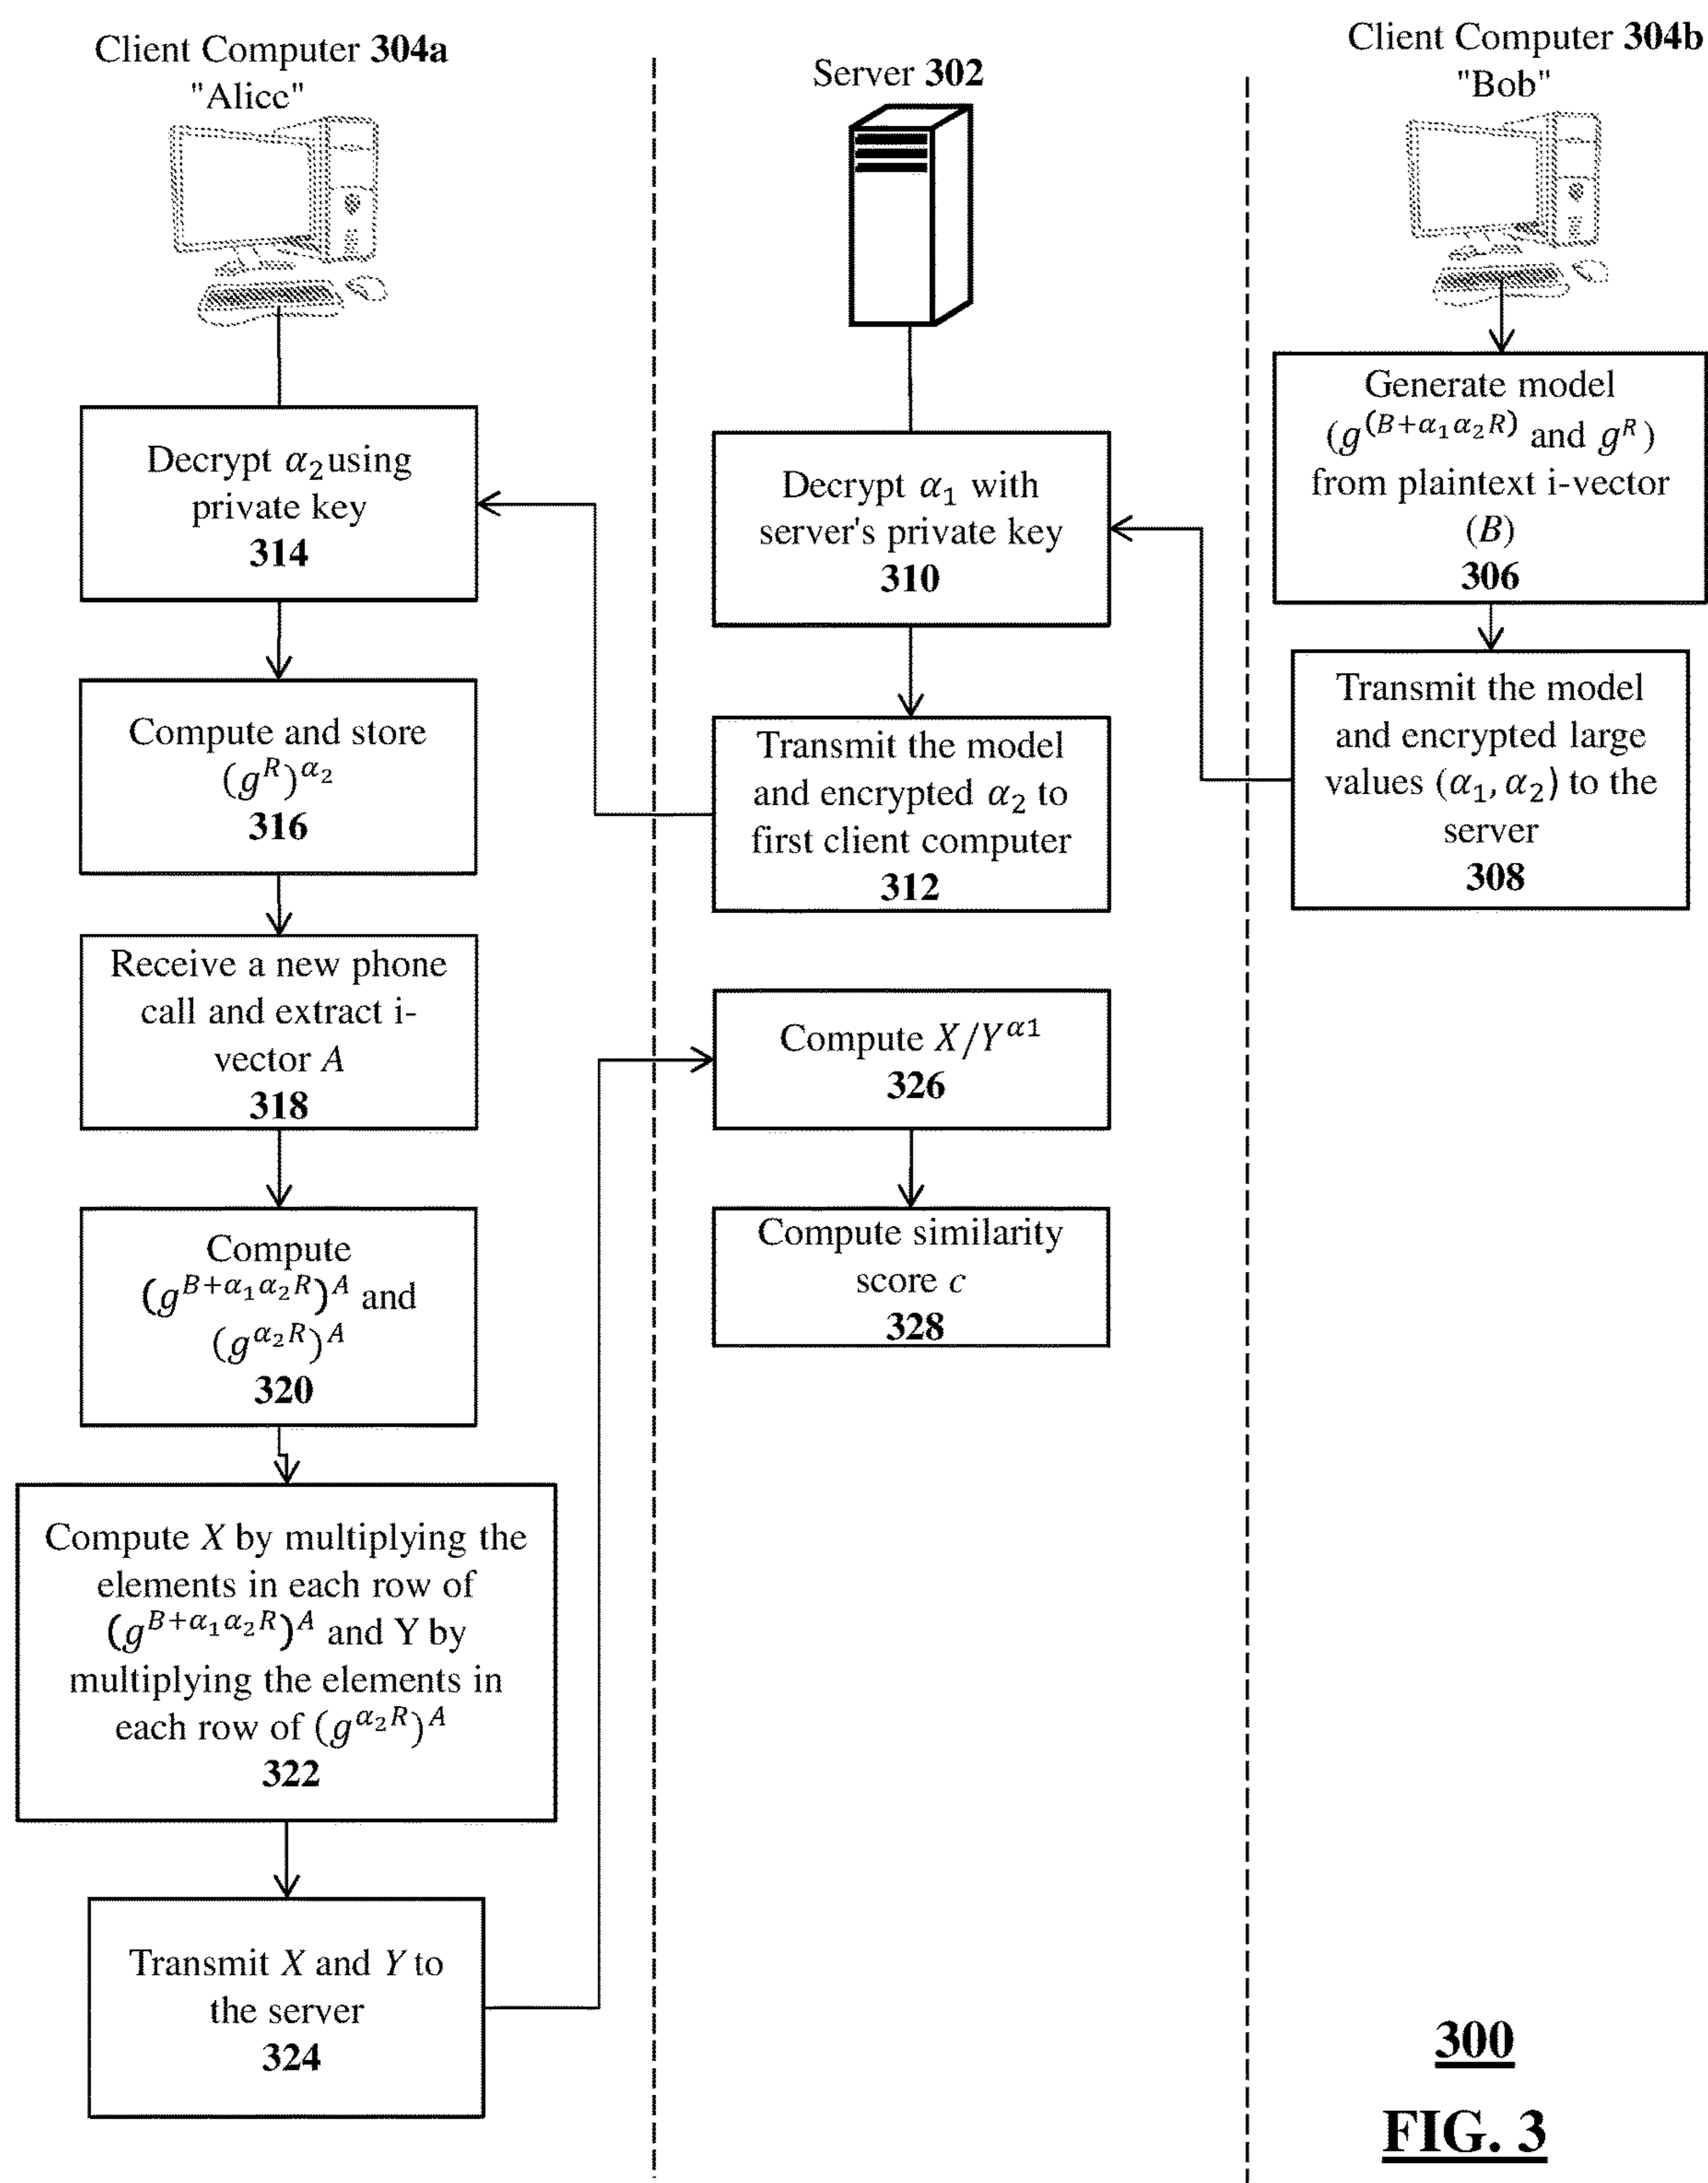 Client Computer 304a
"Alice"
Server 302
Client Computer 304b
"Bob"
Generate model
(g^(B+α₁α₂R) and g^R)
from plaintext i-vector
(B)
306
Transmit the model
and encrypted large
values (α₁, α₂) to the
server
308
Decrypt α₁ with
server's private key
310
Transmit the model
and encrypted α₂ to
first client computer
312
Decrypt α₂ using
private key
314
Compute and store
(g^R)^α₂
316
Receive a new phone
call and extract i-
vector A
318
Compute
(g^B+α₁α₂R)^A and
(g^α₂R)^A
320
Compute X by multiplying the
elements in each row of
(g^B+α₁α₂R)^A and Y by
multiplying the elements in
each row of (g^α₂R)^A
322
Transmit X and Y to
the server
324
Compute X/Y^α1
326
Compute similarity
score c
328
300
FIG. 3